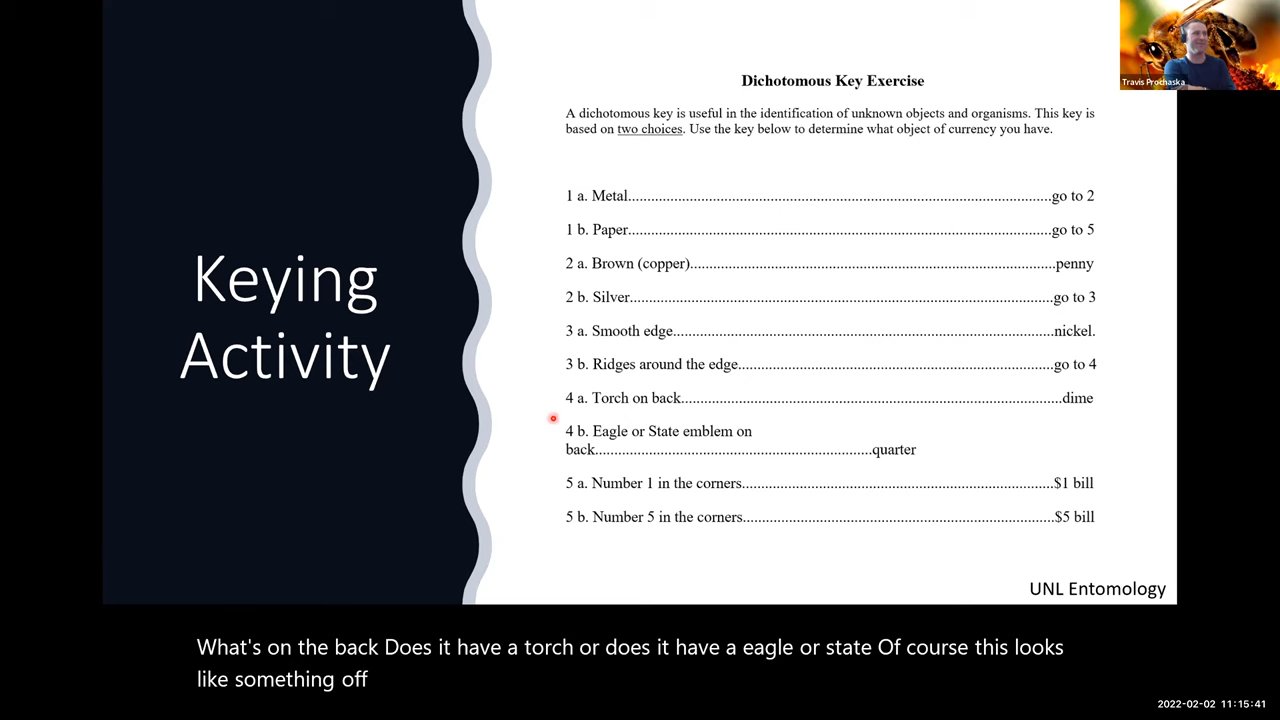 Keying
Activity
Dichotomous Key Exercise
A dichotomous key is useful in the identification of unknown objects and organisms. This key is
based on two choices. Use the key below to determine what object of currency you have.
1 a. Metal..........................................................................................................go to 2
1 b. Paper..........................................................................................................go to 5
2 a. Brown (copper)...........................................................................................penny
2 b. Silver..........................................................................................................go to 3
3 a. Smooth edge...............................................................................................nickel.
3 b. Ridges around the edge...............................................................................go to 4
4 a. Torch on back...............................................................................................dime
4 b. Eagle or State emblem on
back.....................................................................quarter
5 a. Number 1 in the corners..............................................................................$1 bill
5 b. Number 5 in the corners..............................................................................$5 bill
UNL Entomology
Travis Prochaska
What's on the back Does it have a torch or does it have a eagle or state Of course this looks
like something off
2022-02-02 11:15:41